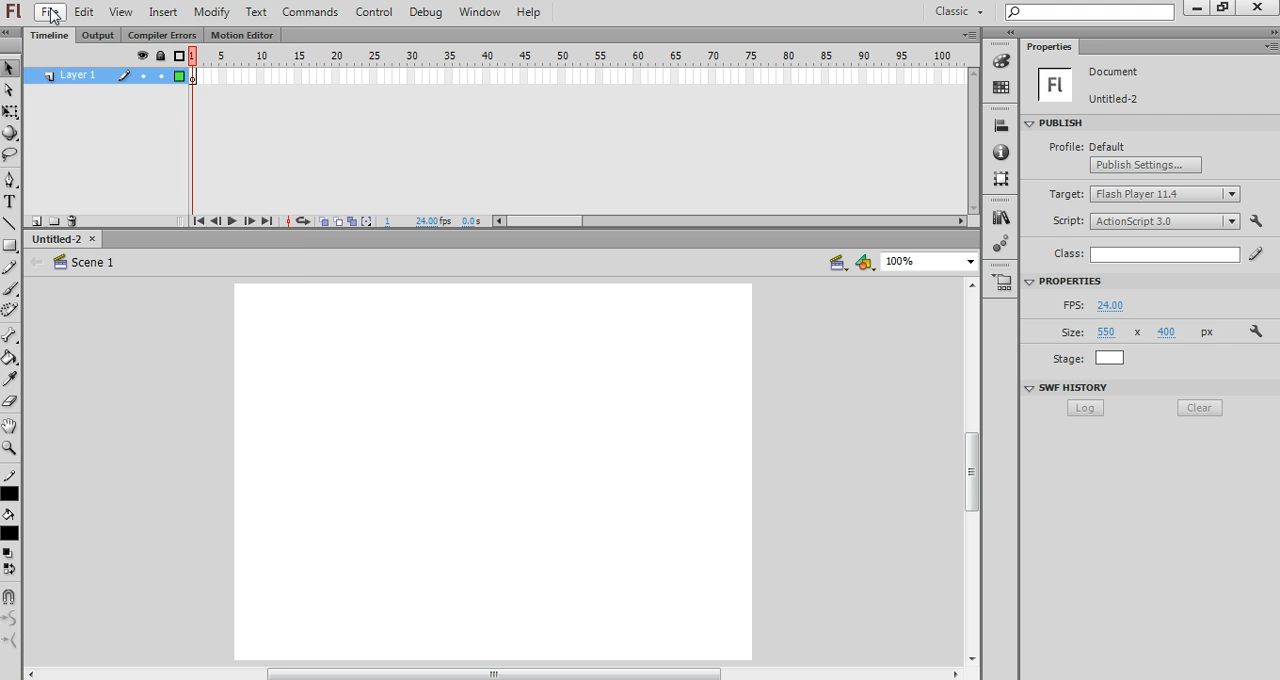 Fl File Edit View Insert Modify Text Commands Control Debug Window Help Classic
Timeline Output Compiler Errors Motion Editor
Properties
1 5 10 15 20 25 30 35 40 45 50 55 60 65 70 75 80 85 90 95 100
Layer 1
Fl
Document
Untitled-2
PUBLISH
Profile: Default
Publish Settings...
Target: Flash Player 11.4
Script: ActionScript 3.0
1 24.00 fps 0.0 s
Untitled-2
Class:
Scene 1
100%
PROPERTIES
FPS: 24.00
Size: 550 x 400 px
Stage:
SWF HISTORY
Log Clear
T